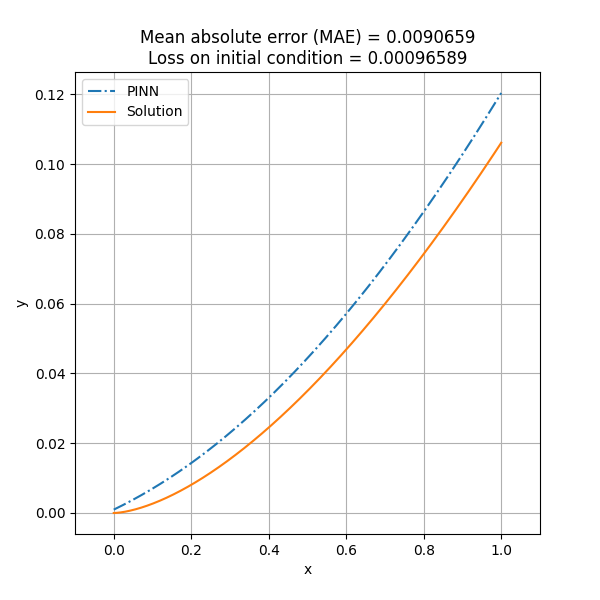 Mean absolute error (MAE) = 0.0090659
Loss on initial condition = 0.00096589
PINN
Solution
0.12
0.10
0.08
0.06
0.04
0.02
0.00
y
0.0 0.2 0.4 0.6 0.8 1.0
x